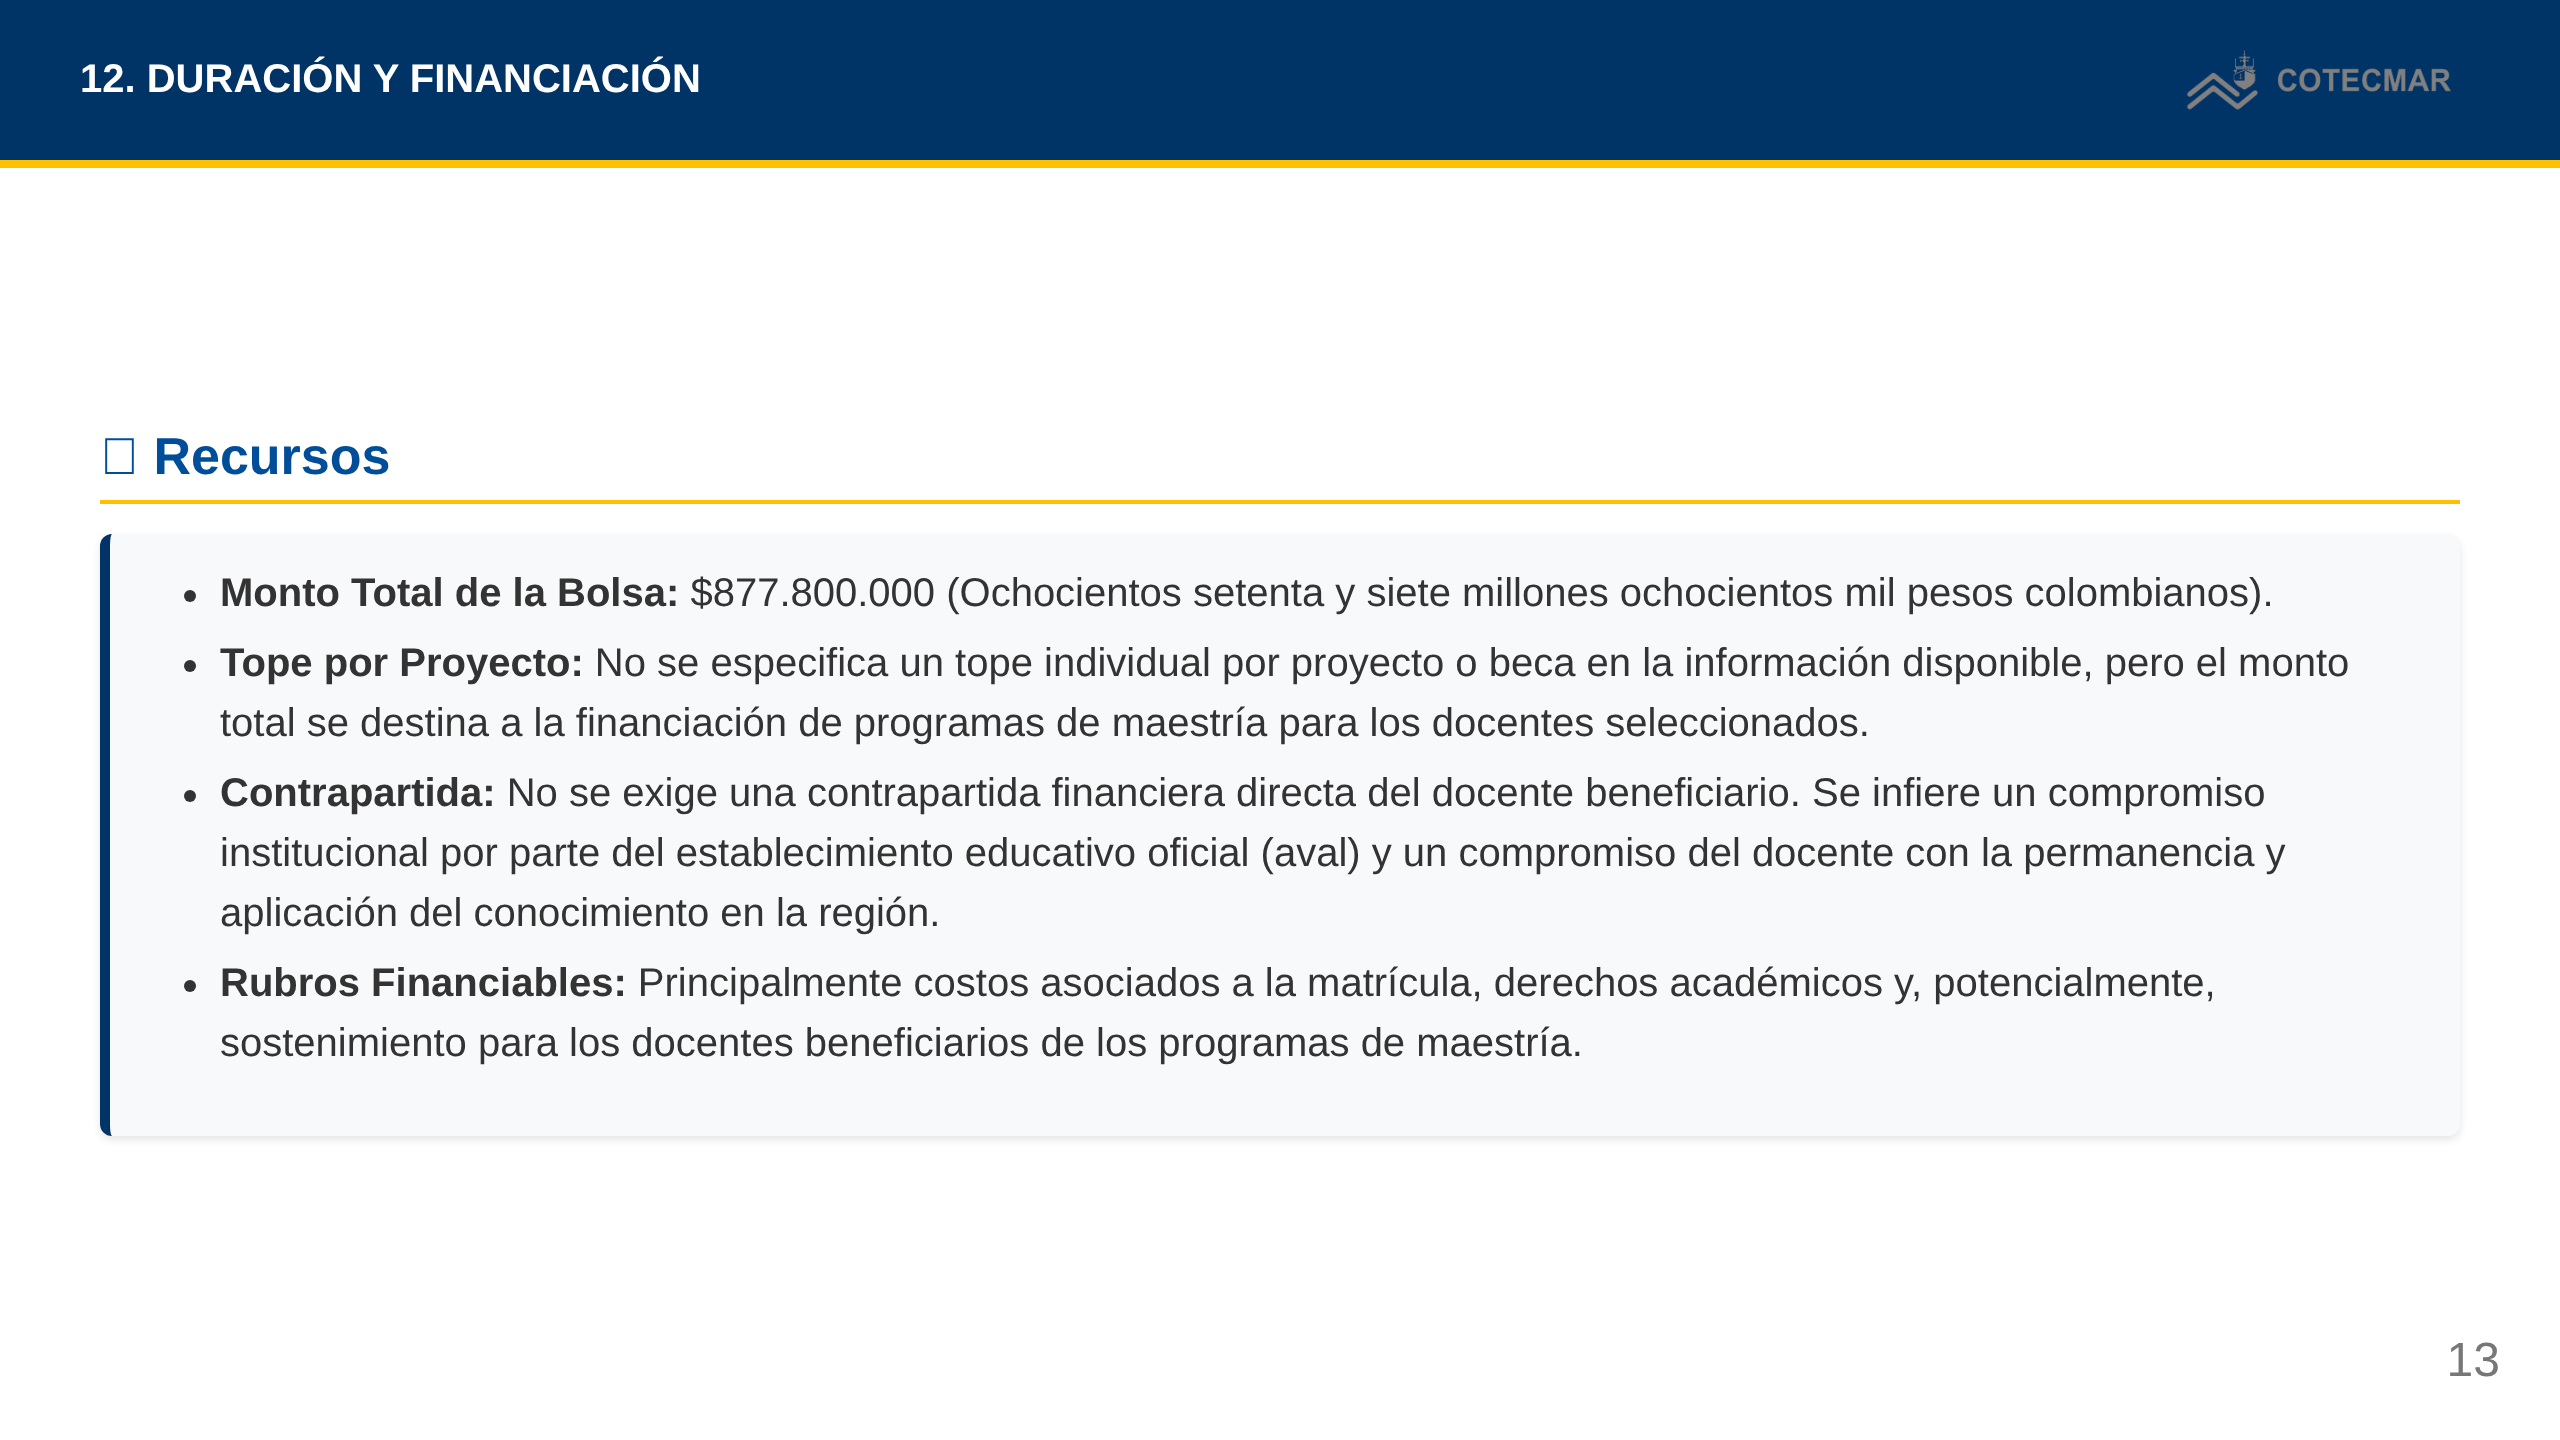 12. DURACIÓN Y FINANCIACIÓN
COTECMAR
Recursos
• Monto Total de la Bolsa: $877.800.000 (Ochocientos setenta y siete millones ochocientos mil pesos colombianos).
• Tope por Proyecto: No se especifica un tope individual por proyecto o beca en la información disponible, pero el monto
total se destina a la financiación de programas de maestría para los docentes seleccionados.
• Contrapartida: No se exige una contrapartida financiera directa del docente beneficiario. Se infiere un compromiso
institucional por parte del establecimiento educativo oficial (aval) y un compromiso del docente con la permanencia y
aplicación del conocimiento en la región.
• Rubros Financiables: Principalmente costos asociados a la matrícula, derechos académicos y, potencialmente,
sostenimiento para los docentes beneficiarios de los programas de maestría.
13